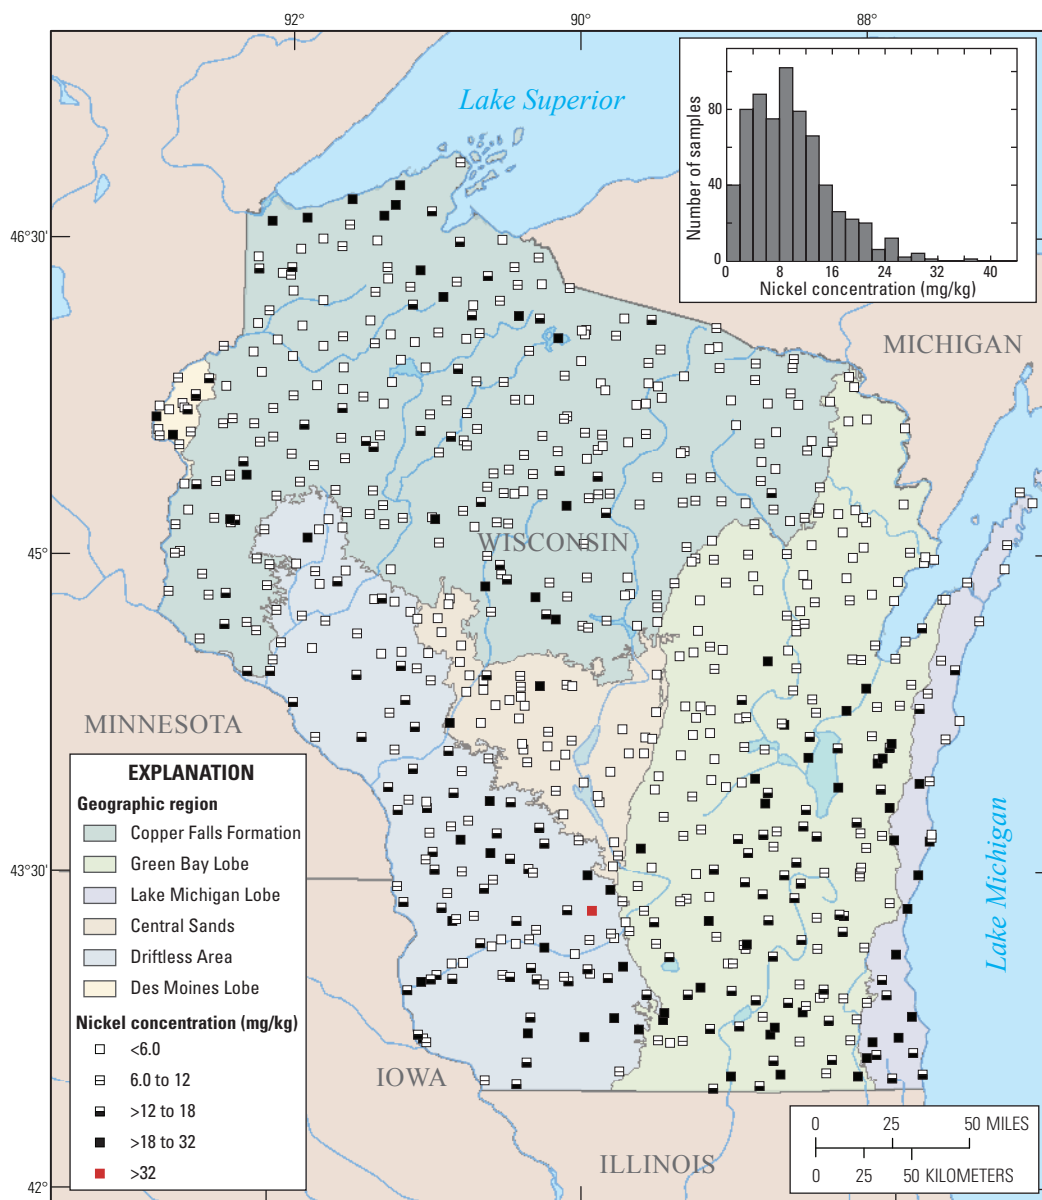 92°
90°
88°
46°30'
45°
43°30'
42°
Lake Superior
Number of samples
80
40
0
0
8
16
24
32
40
Nickel concentration (mg/kg)
MICHIGAN
WISCONSIN
MINNESOTA
Lake Michigan
IOWA
ILLINOIS
EXPLANATION
Geographic region
Copper Falls Formation
Green Bay Lobe
Lake Michigan Lobe
Central Sands
Driftless Area
Des Moines Lobe
Nickel concentration (mg/kg)
<6.0
6.0 to 12
>12 to 18
>18 to 32
>32
0 25 50 MILES
0 25 50 KILOMETERS